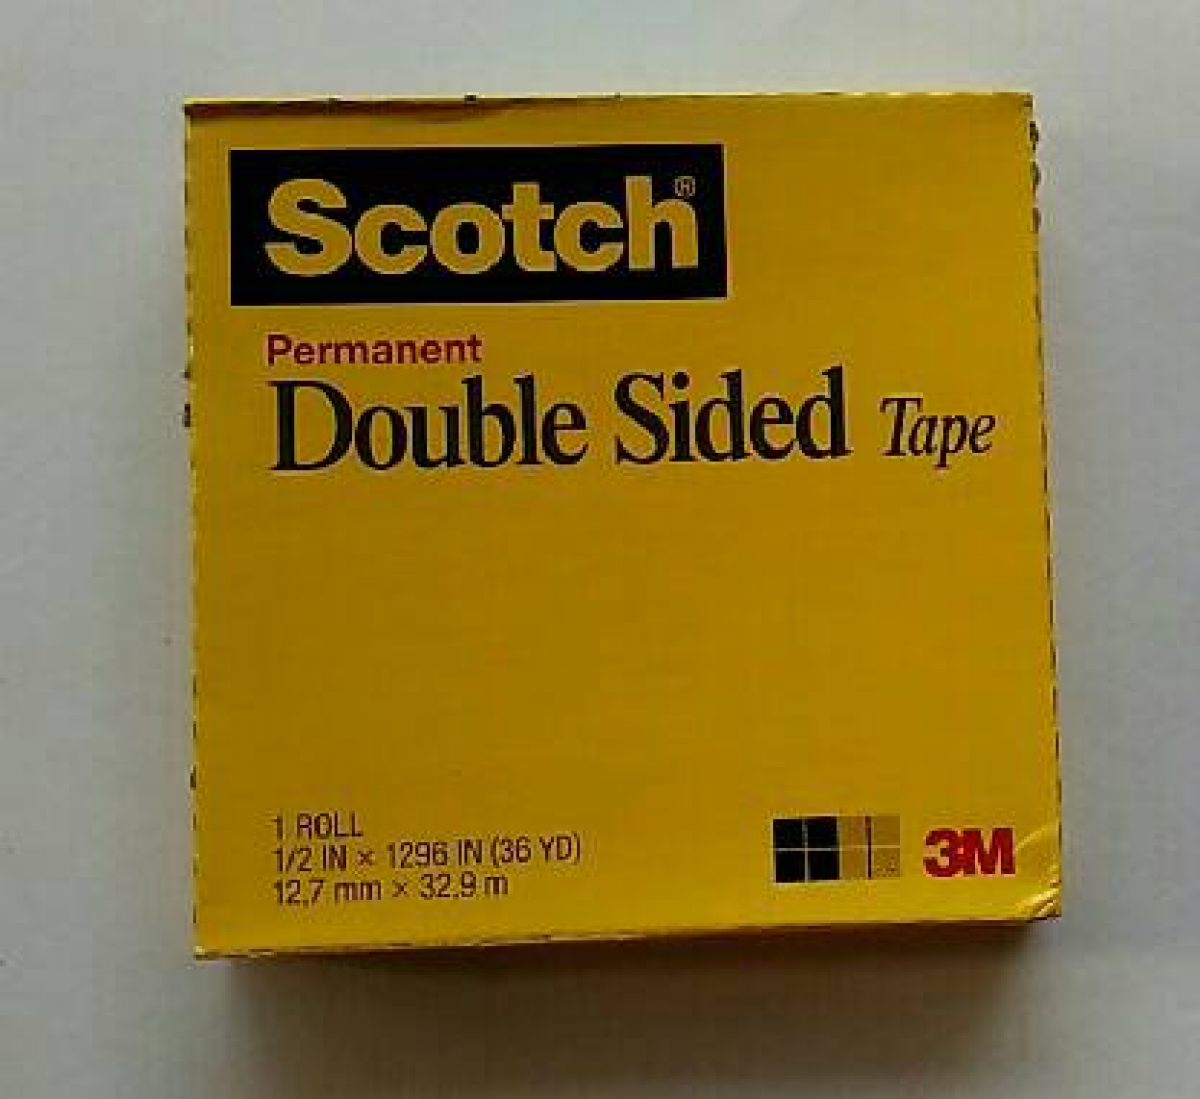 Scotch®
Permanent
Double Sided Tape
1 ROLL
1/2 IN × 1296 IN (36 YD)
12,7 mm × 32,9 m
3M